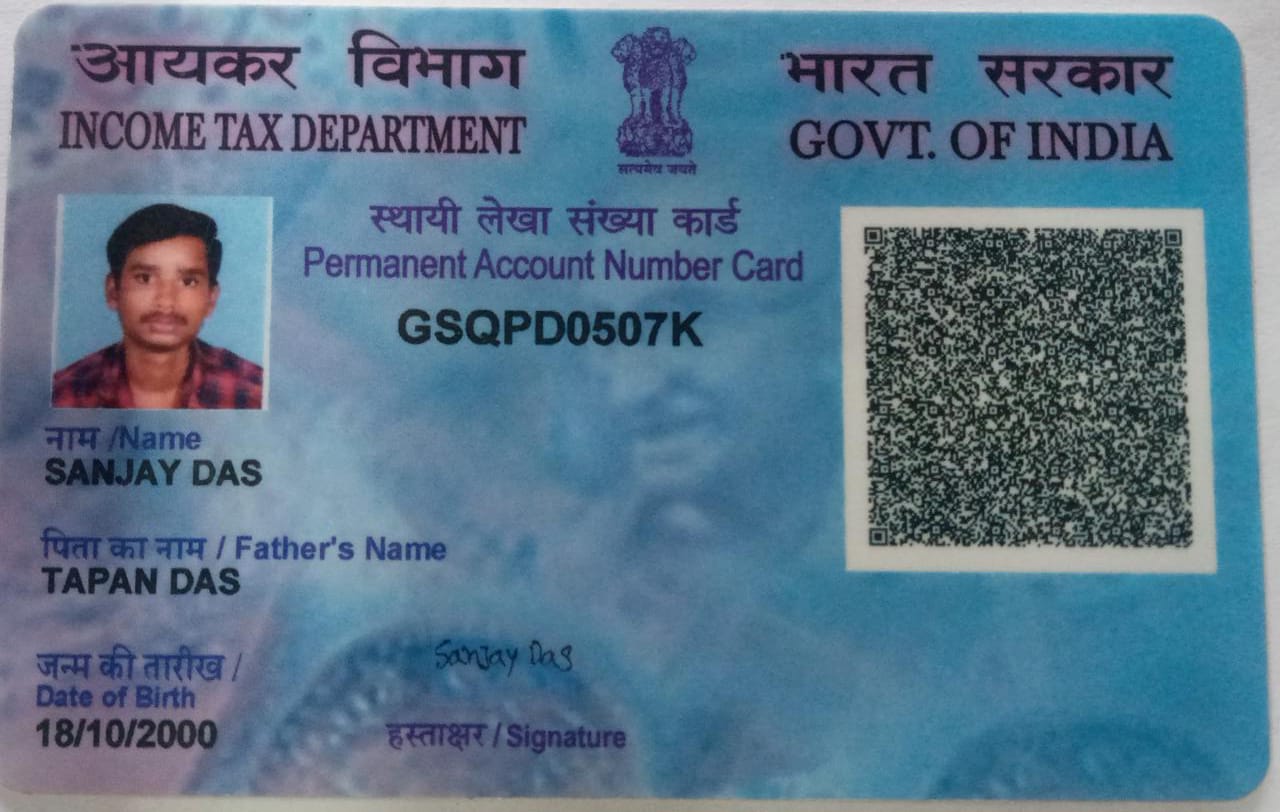 आयकर विभाग
INCOME TAX DEPARTMENT
सत्यमेव जयते
भारत सरकार
GOVT. OF INDIA
स्थायी लेखा संख्या कार्ड
Permanent Account Number Card
GSQPD0507K
नाम /Name
SANJAY DAS
पिता का नाम / Father's Name
TAPAN DAS
जन्म की तारीख /
Date of Birth
18/10/2000
Sanjay Das
हस्ताक्षर / Signature